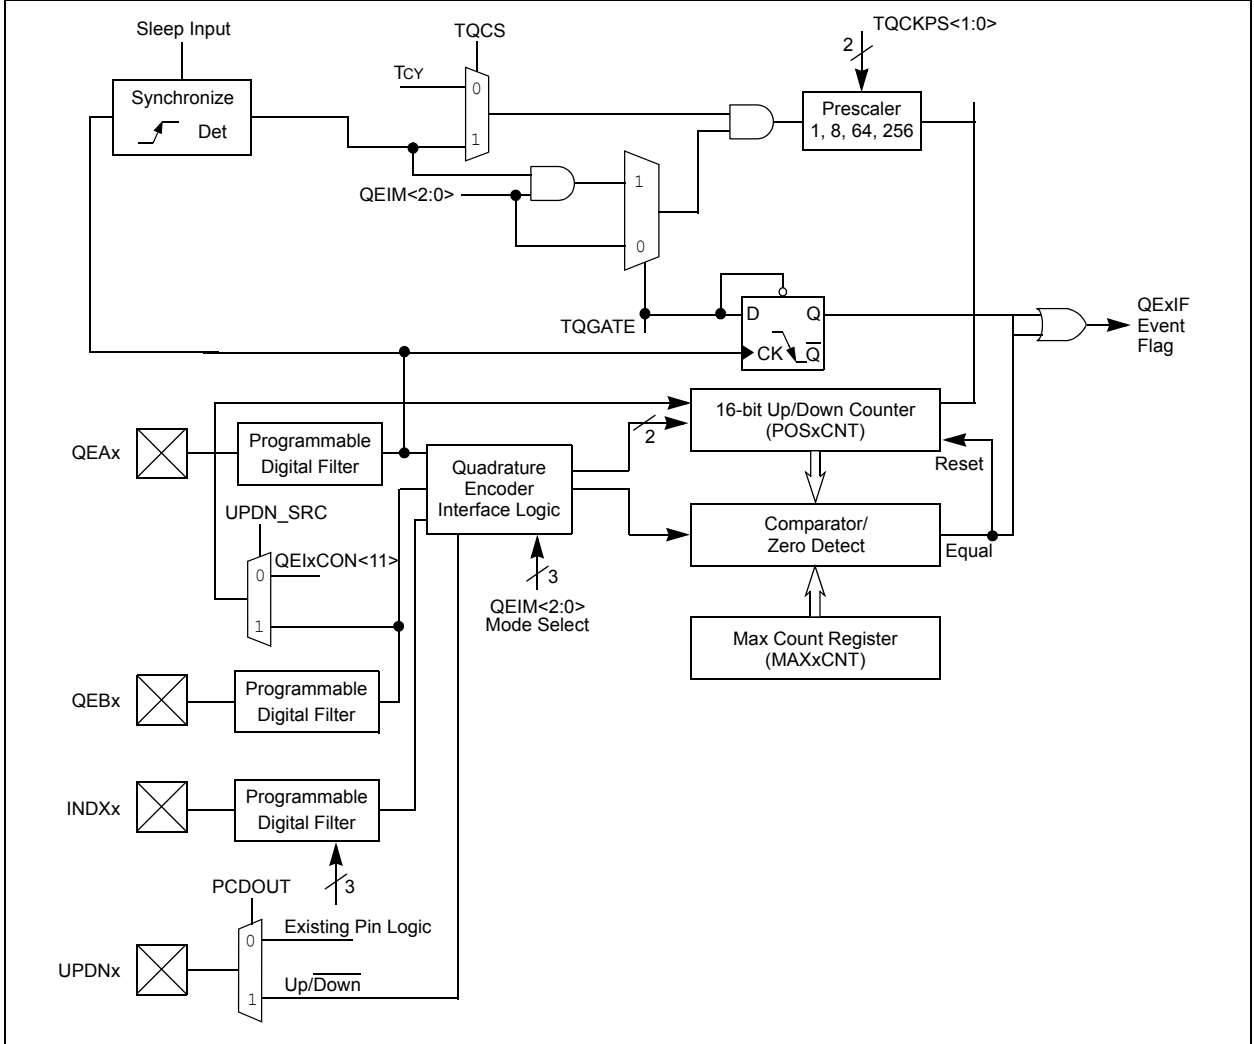 Sleep Input
TQCS
TQCKPS<1:0>
2
TCY
0
Synchronize
Det
1
Prescaler
1, 8, 64, 256
QEIM<2:0>
1
0
TQGATE
D
Q
CK
Q
QExIF
Event
Flag
16-bit Up/Down Counter
(POSxCNT)
2
QEAx
Programmable
Digital Filter
Quadrature
Encoder
Interface Logic
Reset
UPDN_SRC
Comparator/
Zero Detect
Equal
0
QEIxCON<11>
3
1
QEIM<2:0>
Mode Select
Max Count Register
(MAXxCNT)
QEBx
Programmable
Digital Filter
INDXx
Programmable
Digital Filter
3
PCDOUT
0
Existing Pin Logic
UPDNx
Up/Down
1